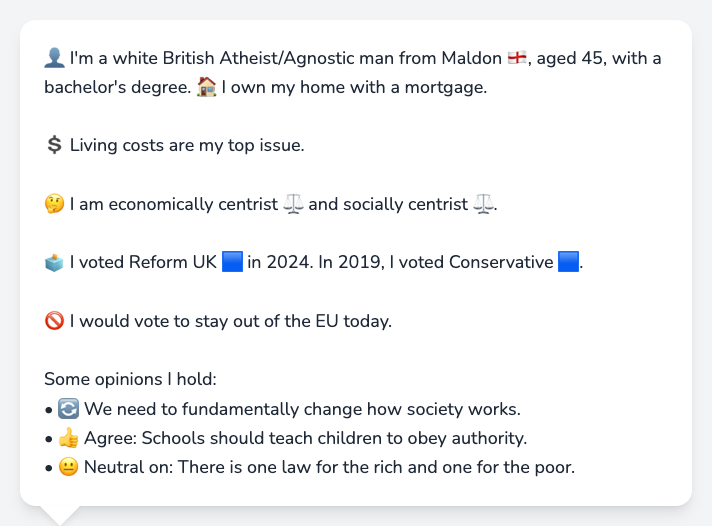 👤 I'm a white British Atheist/Agnostic man from Maldon 🏴󠁧󠁢󠁥󠁮󠁧󠁿, aged 45, with a
bachelor's degree. 🏠 I own my home with a mortgage.
💲 Living costs are my top issue.
🤔 I am economically centrist ⚖️ and socially centrist ⚖️.
🗳️ I voted Reform UK 🟦 in 2024. In 2019, I voted Conservative 🟦.
🚫 I would vote to stay out of the EU today.
Some opinions I hold:
• 🔄 We need to fundamentally change how society works.
• 👍 Agree: Schools should teach children to obey authority.
• 😐 Neutral on: There is one law for the rich and one for the poor.